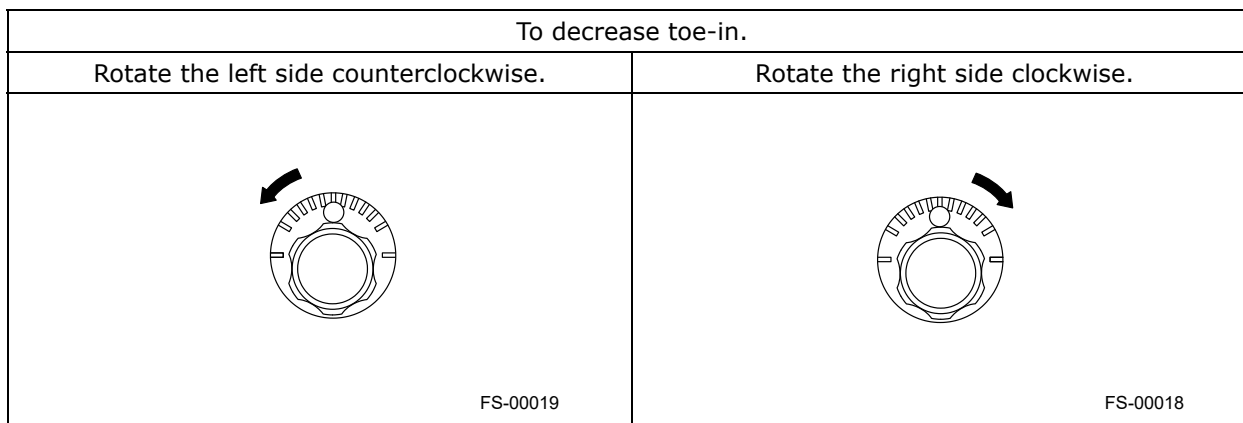 To decrease toe-in.
Rotate the left side counterclockwise.
Rotate the right side clockwise.
FS-00019
FS-00018